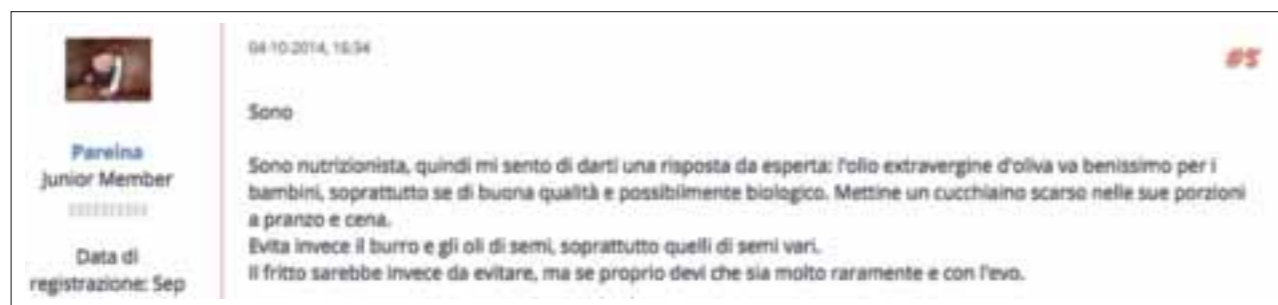 04-10-2014, 16:34
#5
Sono
Pareina
Junior Member
Sono nutrizionista, quindi mi sento di darti una risposta da esperta: l'olio extravergine d'oliva va benissimo per i
bambini, soprattutto se di buona qualità e possibilmente biologico. Mettine un cucchiaino scarso nelle sue porzioni
a pranzo e cena.
Evita invece il burro e gli oli di semi, soprattutto quelli di semi vari.
Il fritto sarebbe invece da evitare, ma se proprio devi che sia molto raramente e con l'evo.
Data di
registrazione: Sep